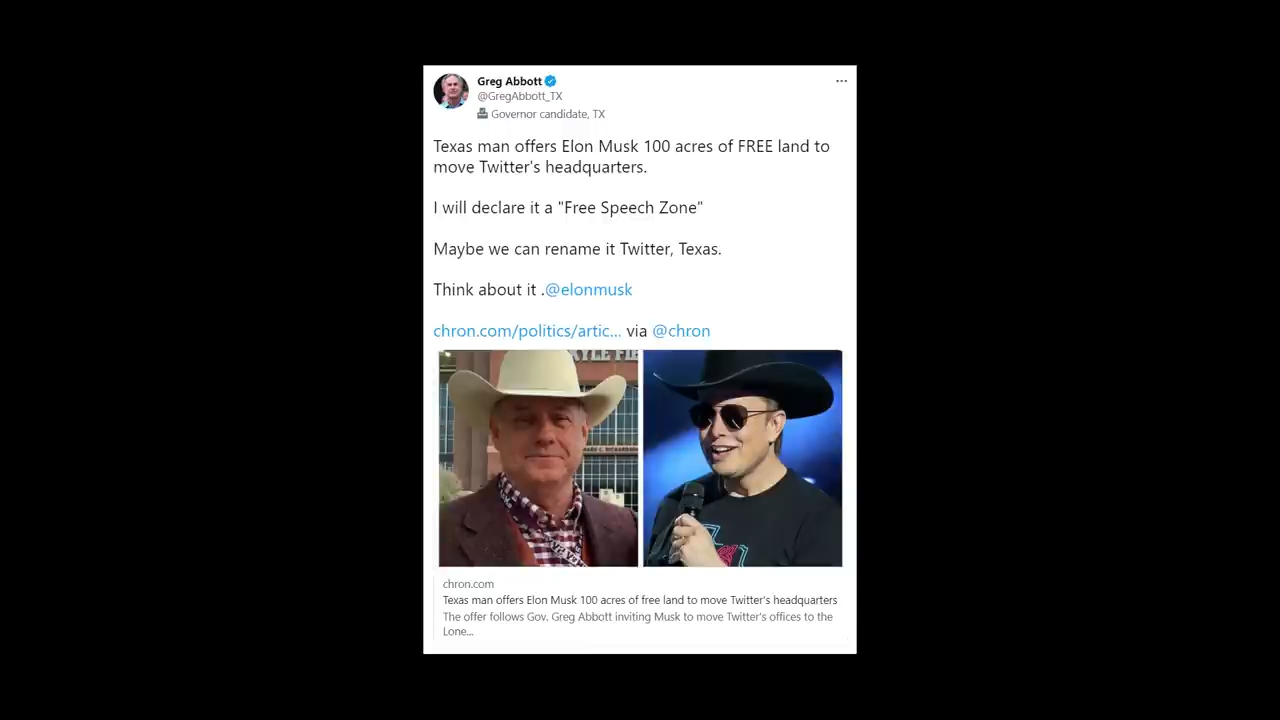 Greg Abbott
@GregAbbott_TX
Governor candidate, TX
Texas man offers Elon Musk 100 acres of FREE land to
move Twitter's headquarters.
I will declare it a "Free Speech Zone"
Maybe we can rename it Twitter, Texas.
Think about it .@elonmusk
chron.com/politics/artic... via @chron
KYLE FIE
chron.com
Texas man offers Elon Musk 100 acres of free land to move Twitter's headquarters
The offer follows Gov. Greg Abbott inviting Musk to move Twitter's offices to the
Lone...